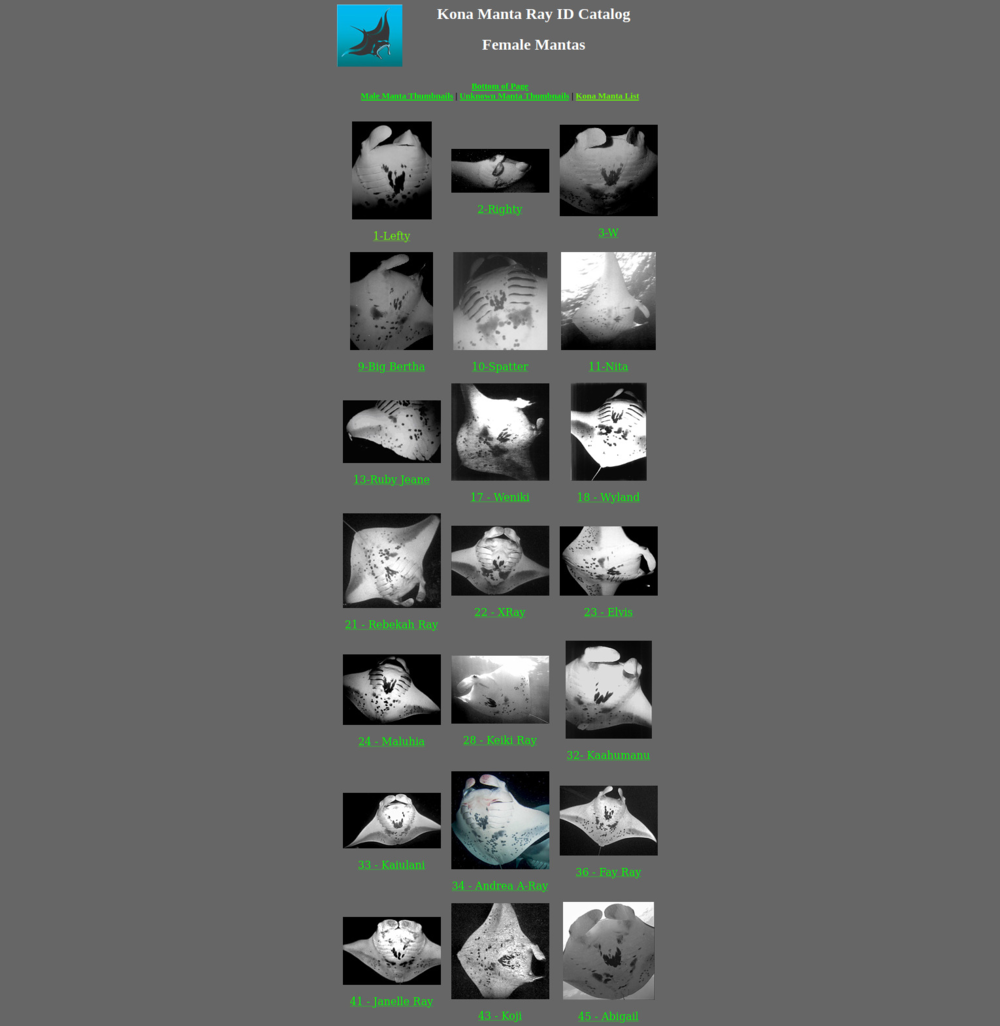 Kona Manta Ray ID Catalog
Female Mantas
Bottom of Page
Male Manta Thumbnails | Unknown Manta Thumbnails | Kona Manta List
1-Lefty
2-Righty
3-W
9-Big Bertha
10-Spatter
11-Nita
13-Ruby Jeane
17 - Weniki
18 - Wyland
21 - Rebekah Ray
22 - XRay
23 - Elvis
24 - Maluhia
28 - Keiki Ray
32- Kaahumanu
33 - Kaiulani
34 - Andrea A-Ray
36 - Fay Ray
41 - Janelle Ray
43 - Koji
45 - Abigail